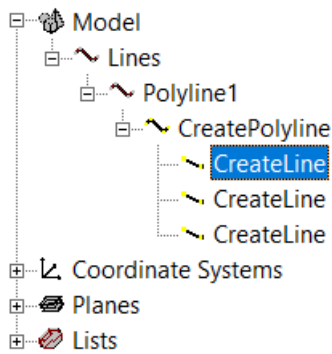 Model
Lines
Polyline1
CreatePolyline
CreateLine
CreateLine
CreateLine
Coordinate Systems
Planes
Lists